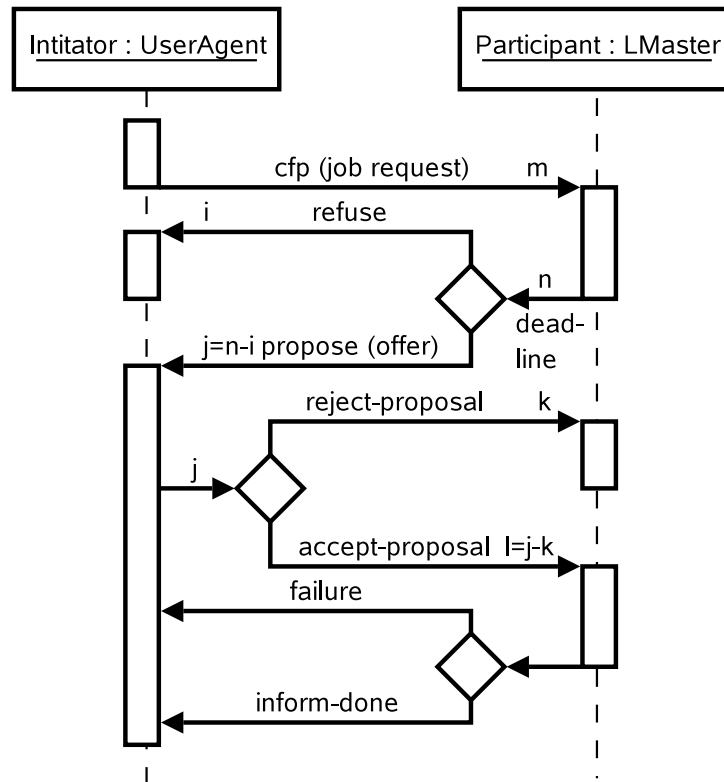 Intitator : UserAgent
Participant : LMaster
cfp (job request) m
i refuse
n
dead-
line
j=n-i propose (offer)
reject-proposal k
j
accept-proposal l=j-k
failure
inform-done